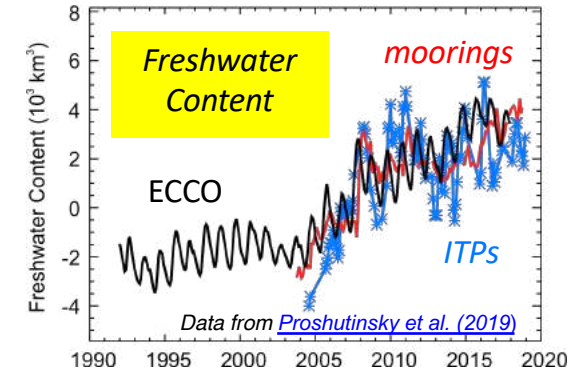 Freshwater
Content
moorings
ECCO
ITPs
Data from Proshutinsky et al. (2019)
Freshwater Content (10³ km³)
8
6
4
2
0
-2
-4
1990 1995 2000 2005 2010 2015 2020